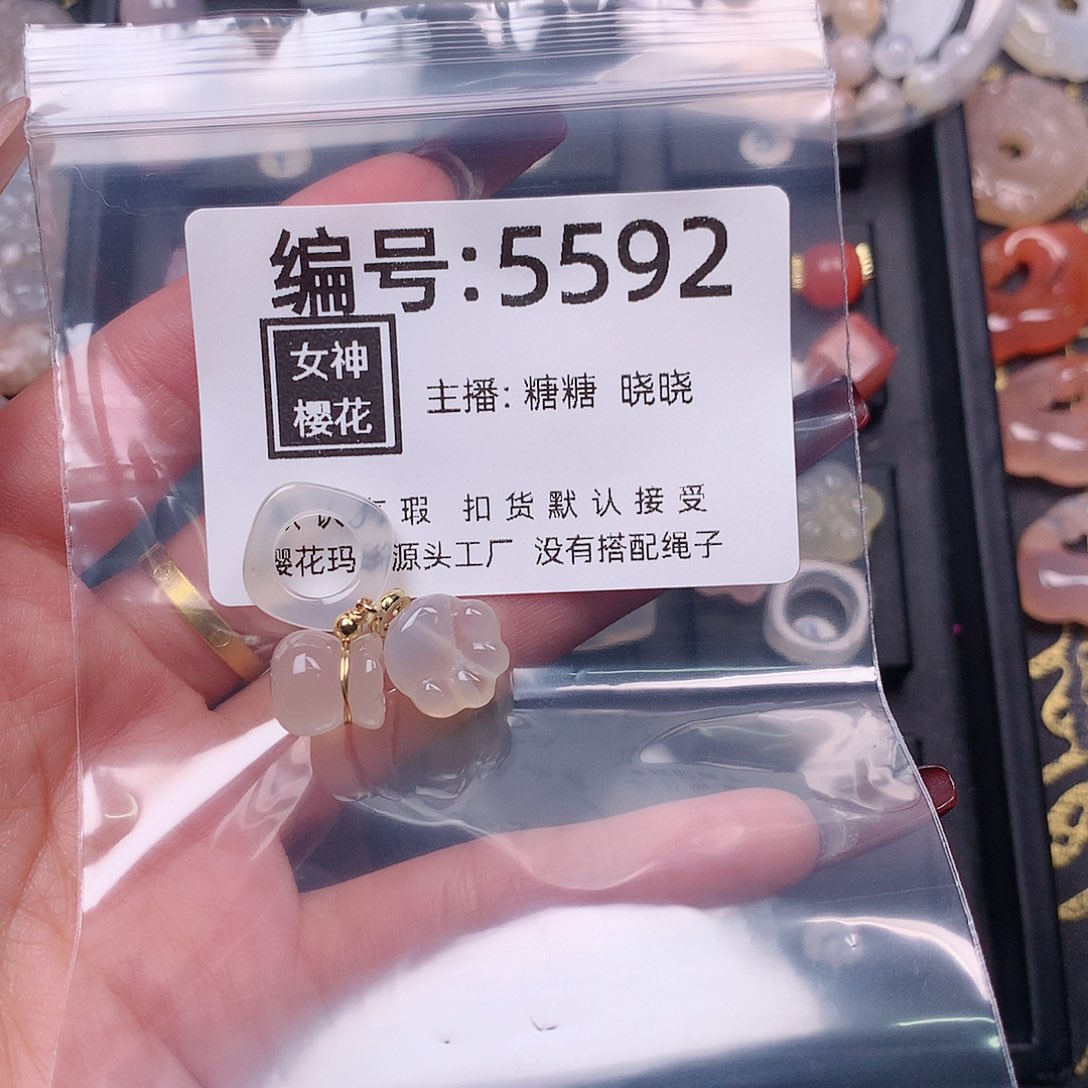 编号:5592
女神
樱花
主播: 糖糖 晓晓
有瑕 扣货默认接受
樱花玛 源头工厂 没有搭配绳子